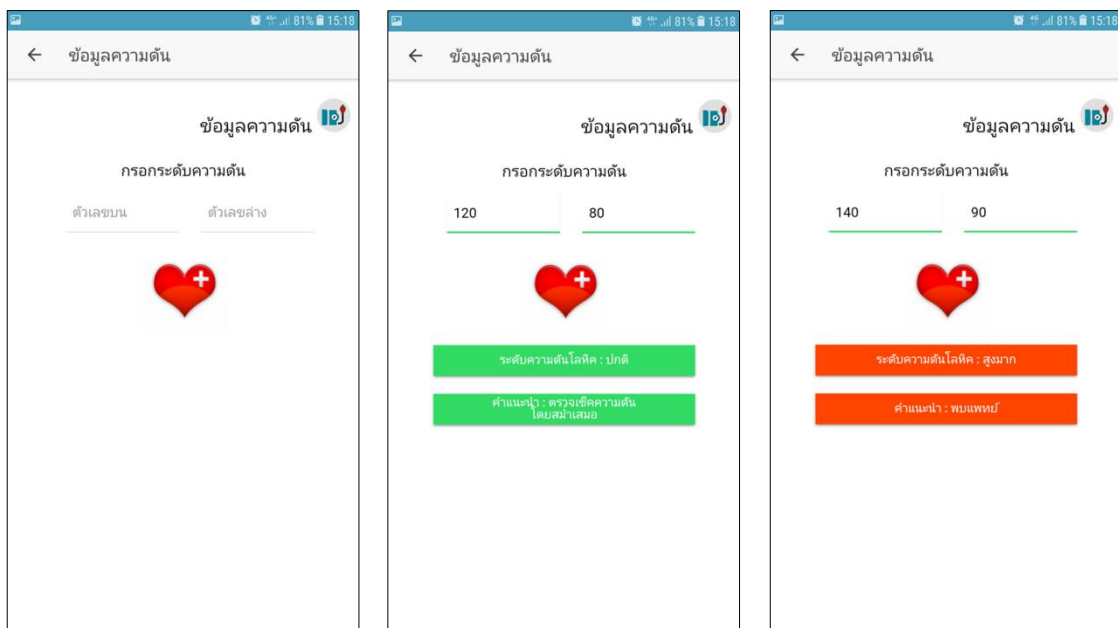 81% 15:18
ข้อมูลความดัน
ข้อมูลความดัน
กรอกระดับความดัน
ตัวเลขบน ตัวเลขล่าง
81% 15:18
ข้อมูลความดัน
ข้อมูลความดัน
กรอกระดับความดัน
120 80
ระดับความดันโลหิต : ปกติ
คำแนะนำ : ตรวจเช็คความดัน
โดยสม่ำเสมอ
81% 15:18
ข้อมูลความดัน
ข้อมูลความดัน
กรอกระดับความดัน
140 90
ระดับความดันโลหิต : สูงมาก
คำแนะนำ : พบแพทย์